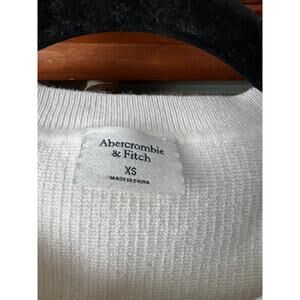 Abercrombie
& Fitch
XS
MADE IN CHINA